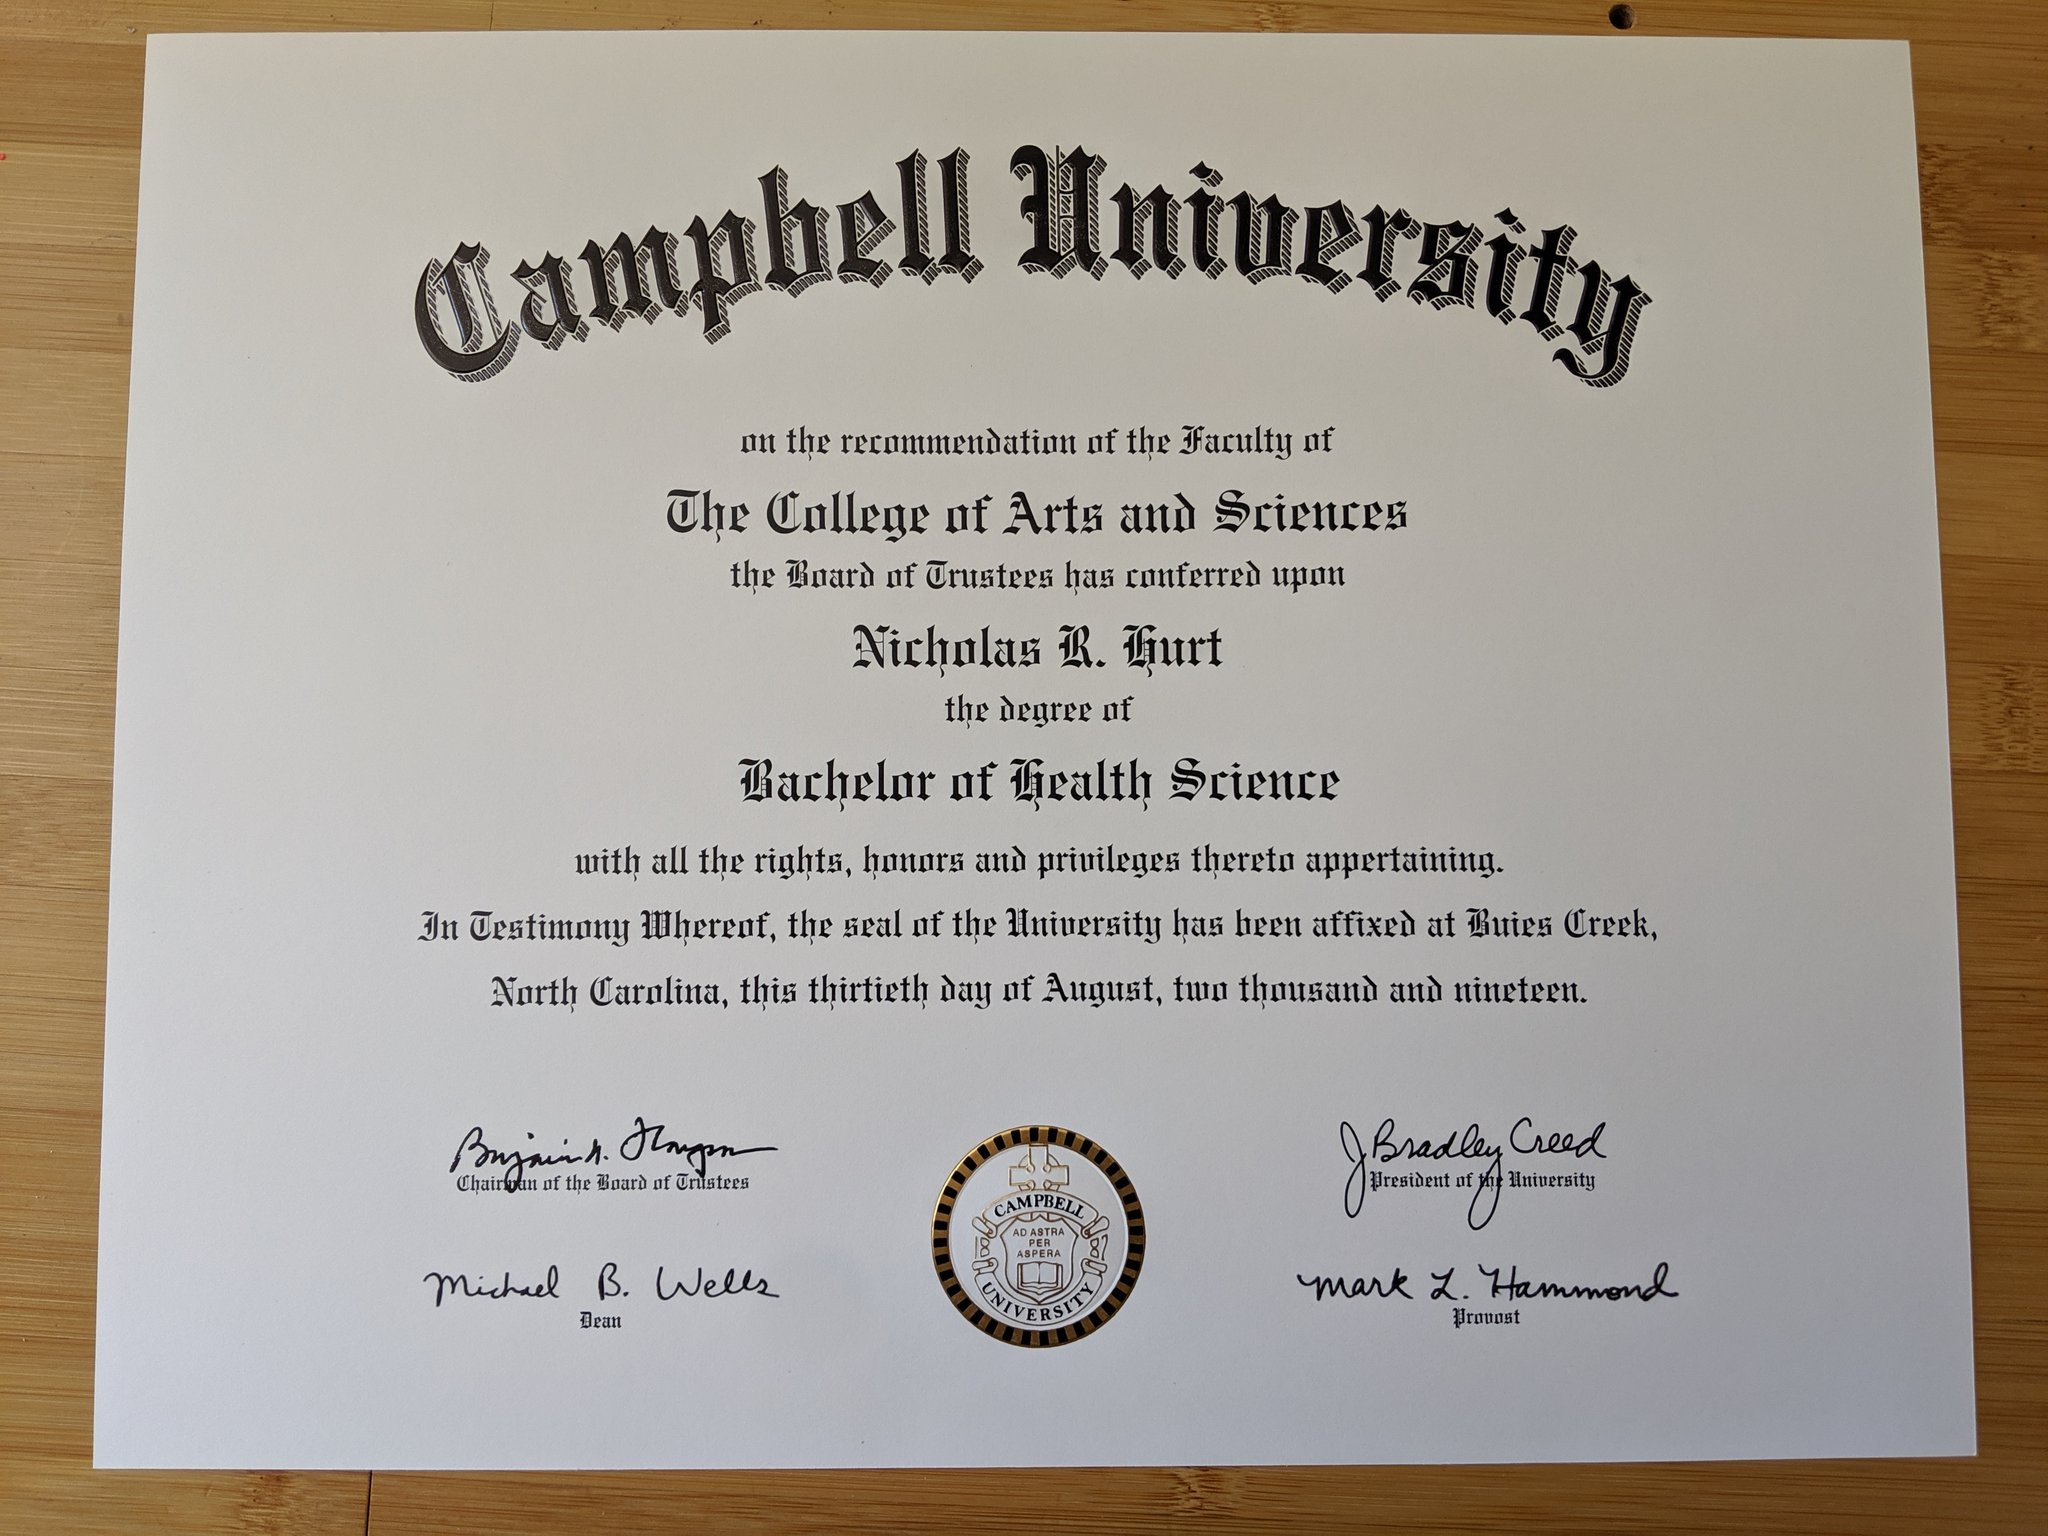 Campbell University
on the recommendation of the Faculty of
The College of Arts and Sciences
the Board of Trustees has conferred upon
Nicholas R. Hurt
the degree of
Bachelor of Health Science
with all the rights, honors and privileges thereto appertaining.
In Testimony Whereof, the seal of the University has been affixed at Buies Creek,
North Carolina, this thirtieth day of August, two thousand and nineteen.
Benjamin N. Thompson
Chairman of the Board of Trustees
J Bradley Creed
President of the University
Michael B. Wells
Dean
Mark L. Hammond
Provost
CAMPBELL
AD ASTRA
PER
ASPERA
1887
UNIVERSITY